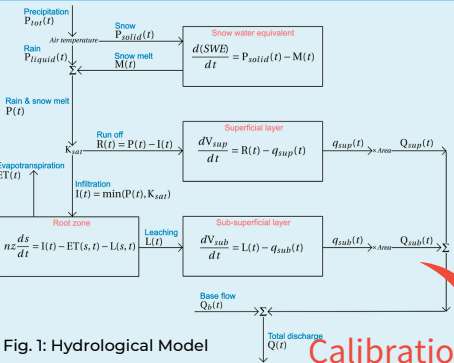 Precipitation
P_tot(t)
Air temperature
Snow
P_solid(t)
Snow water equivalent
d(SWE)/dt = P_solid(t) − M(t)
Rain
P_liquid(t)
Snow melt
M(t)
Σ
Rain & snow melt
P(t)
K_sat
Run off
R(t) = P(t) − I(t)
Superficial layer
dV_sup/dt = R(t) − q_sup(t)
q_sup(t)
×Area
Q_sup(t)
Evapotranspiration
ET(t)
Infiltration
I(t) = min(P(t), K_sat)
Root zone
nz ds/dt = I(t) − ET(s,t) − L(s,t)
Leaching
L(t)
Sub-superficial layer
dV_sub/dt = L(t) − q_sub(t)
q_sub(t)
×Area
Q_sub(t)
Σ
Base flow
Q_b(t)
Σ
Total discharge
Q(t)
Fig. 1: Hydrological Model
Calibratio